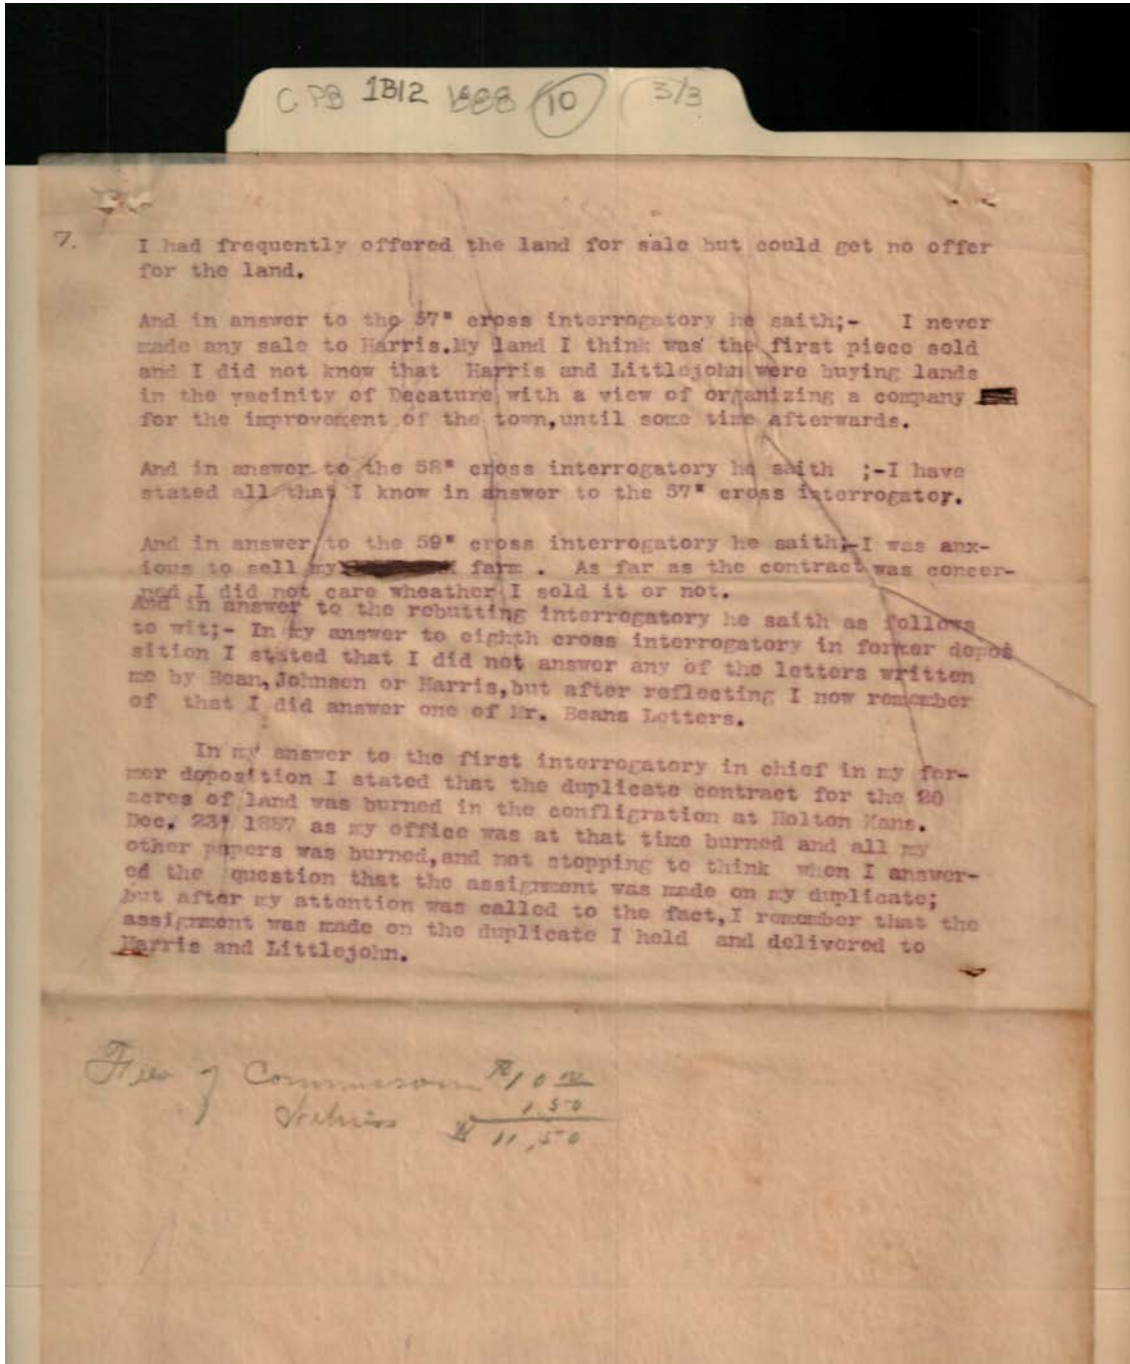 C PB 1B12 1888 10 3/3
7.
I had frequently offered the land for sale but could get no offer
for the land.
And in answer to the 57" cross interrogatory he saith;- I never
made any sale to Harris.My land I think was the first piece sold
and I did not know that Harris and Littlejohn were buying lands
in the vacinity of Decature with a view of organizing a company
for the improvement of the town,until some time afterwards.
And in answer to the 58" cross interrogatory he saith ;-I have
stated all that I know in answer to the 57" cross interrogator.
And in answer to the 59" cross interrogatory he saith;-I was anx-
ious to sell my farm . As far as the contract was concer-
ned I did not care wheather I sold it or not.
And in answer to the rebutting interrogatory he saith as follows
to wit;- In my answer to eighth cross interrogatory in former depos
sition I stated that I did not answer any of the letters written
me by Bean,Johnson or Harris,but after reflecting I now remember
of that I did answer one of Mr. Beans Letters.
In my answer to the first interrogatory in chief in my for-
mer deposition I stated that the duplicate contract for the 20
acres of land was burned in the confligration at Holton Kans.
Dec. 23" 1887 as my office was at that time burned and all my
other papers was burned,and not stopping to think when I answer-
ed the question that the assignment was made on my duplicate;
but after my attention was called to the fact,I remember that the
assignment was made on the duplicate I held and delivered to
Harris and Littlejohn.
Fees of $10 00
1.50
$ 11.50